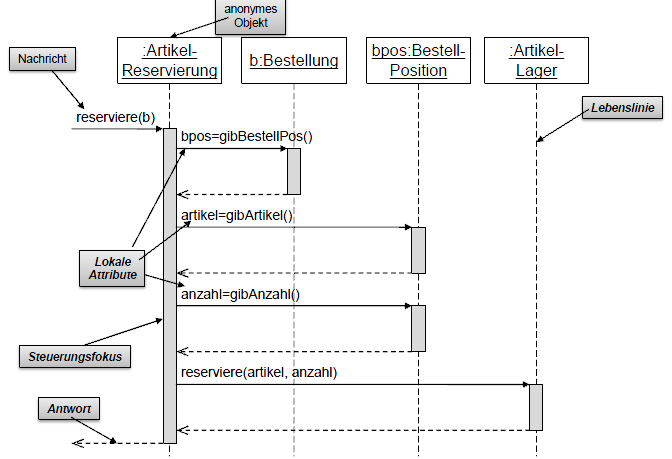 anonymes
Objekt
:Artikel-
Reservierung
b:Bestellung
bpos:Bestell-
Position
:Artikel-
Lager
Nachricht
Lebenslinie
reserviere(b)
bpos=gibBestellPos()
artikel=gibArtikel()
Lokale
Attribute
anzahl=gibAnzahl()
Steuerungsfokus
reserviere(artikel, anzahl)
Antwort